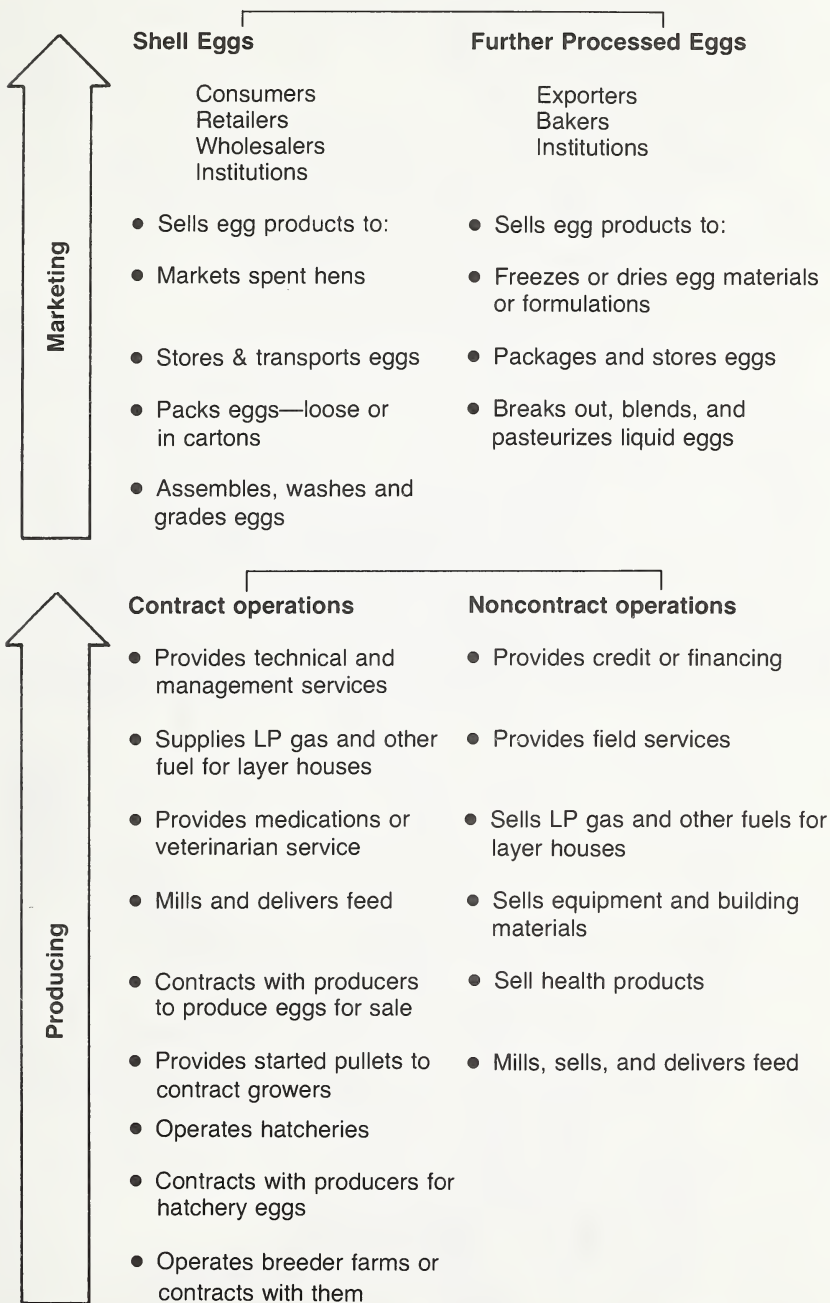 Shell Eggs
Consumers
Retailers
Wholesalers
Institutions
● Sells egg products to:
● Markets spent hens
● Stores & transports eggs
● Packs eggs—loose or
in cartons
● Assembles, washes and
grades eggs
Further Processed Eggs
Exporters
Bakers
Institutions
● Sells egg products to:
● Freezes or dries egg materials
or formulations
● Packages and stores eggs
● Breaks out, blends, and
pasteurizes liquid eggs
Marketing
Contract operations
● Provides technical and
management services
● Supplies LP gas and other
fuel for layer houses
● Provides medications or
veterinarian service
● Mills and delivers feed
● Contracts with producers
to produce eggs for sale
● Provides started pullets to
contract growers
● Operates hatcheries
● Contracts with producers for
hatchery eggs
● Operates breeder farms or
contracts with them
Noncontract operations
● Provides credit or financing
● Provides field services
● Sells LP gas and other fuels for
layer houses
● Sells equipment and building
materials
● Sell health products
● Mills, sells, and delivers feed
Producing